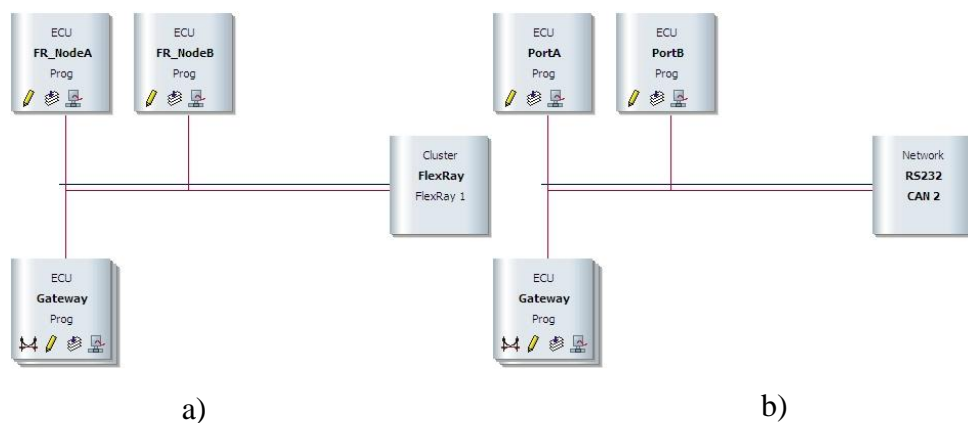 ECU
FR_NodeA
Prog
ECU
FR_NodeB
Prog
Cluster
FlexRay
FlexRay 1
ECU
Gateway
Prog
a)
ECU
PortA
Prog
ECU
PortB
Prog
Network
RS232
CAN 2
ECU
Gateway
Prog
b)